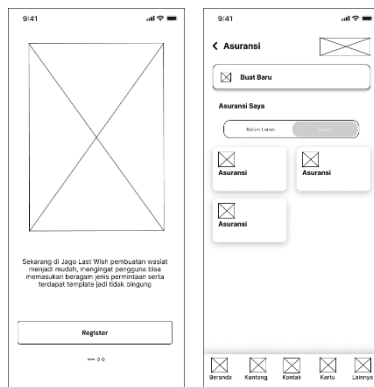 9:41
Sekarang di Jago Last Wish pembuatan wasiat
menjadi mudah, mengingat pengguna bisa
memasukan beragam jenis permintaan serta
terdapat template jadi tidak bingung
Register
9:41
Asuransi
Buat Baru
Asuransi Saya
Belum Lunas
Asuransi
Asuransi
Asuransi
Beranda
Kantong
Kontak
Kartu
Lainnya